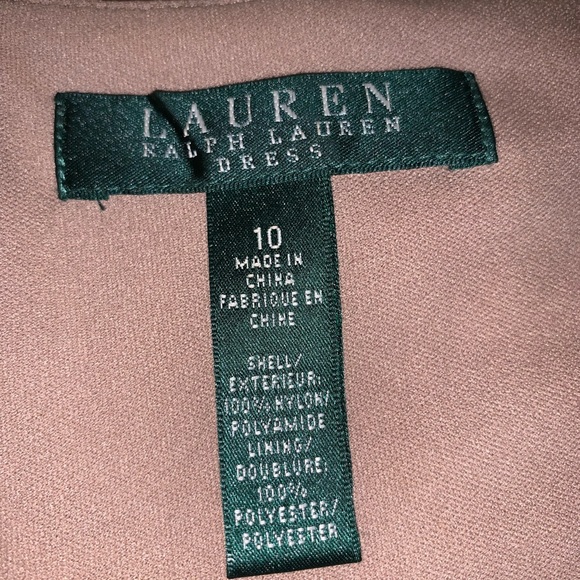 LAUREN
RALPH LAUREN
DRESS
10
MADE IN
CHINA
FABRIQUE EN
CHINE
SHELL/
EXTERIEUR:
100% NYLON/
POLYAMIDE
LINING/
DOUBLURE:
100%
POLYESTER/
POLYESTER